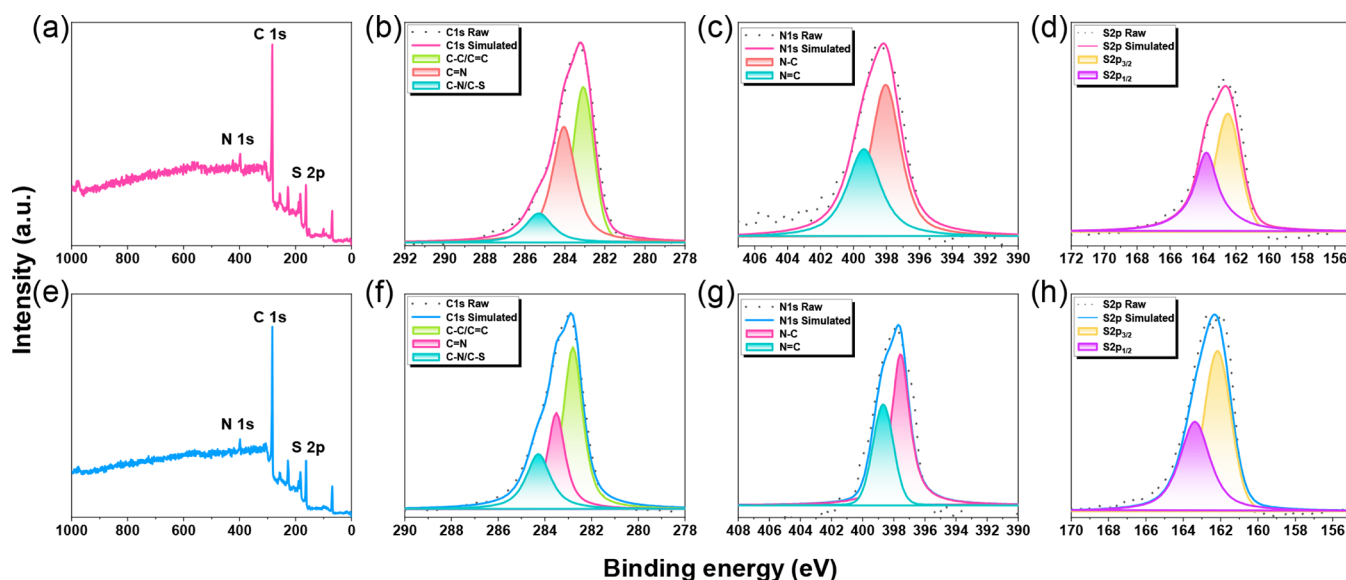 (a)
C 1s
N 1s
S 2p
1000 800 600 400 200 0
(b)
C1s Raw
C1s Simulated
C-C/C=C
C=N
C-N/C-S
292 290 288 286 284 282 280 278
(c)
N1s Raw
N1s Simulated
N-C
N=C
406 404 402 400 398 396 394 392 390
(d)
S2p Raw
S2p Simulated
S2p3/2
S2p1/2
172 170 168 166 164 162 160 158 156
Intensity (a.u.)
(e)
C 1s
N 1s
S 2p
1000 800 600 400 200 0
(f)
C1s Raw
C1s Simulated
C-C/C=C
C=N
C-N/C-S
290 288 286 284 282 280 278
(g)
N1s Raw
N1s Simulated
N-C
N=C
408 406 404 402 400 398 396 394 392 390
(h)
S2p Raw
S2p Simulated
S2p3/2
S2p1/2
170 168 166 164 162 160 158 156
Binding energy (eV)